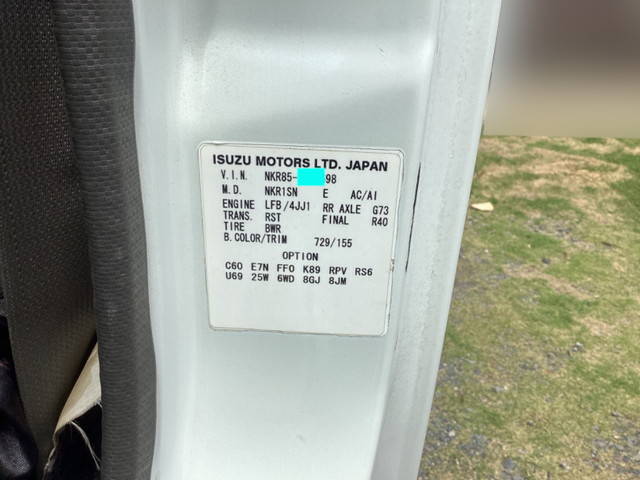 ISUZU MOTORS LTD. JAPAN
V.I.N. NKR85- 98
M.D. NKR1SN E AC/AI
ENGINE LFB/4JJ1 RR AXLE G73
TRANS. RST FINAL R40
TIRE BWR
B.COLOR/TRIM 729/155
OPTION
C60 E7N FF0 K89 RPV RS6
U69 25W 6WD 8GJ 8JM